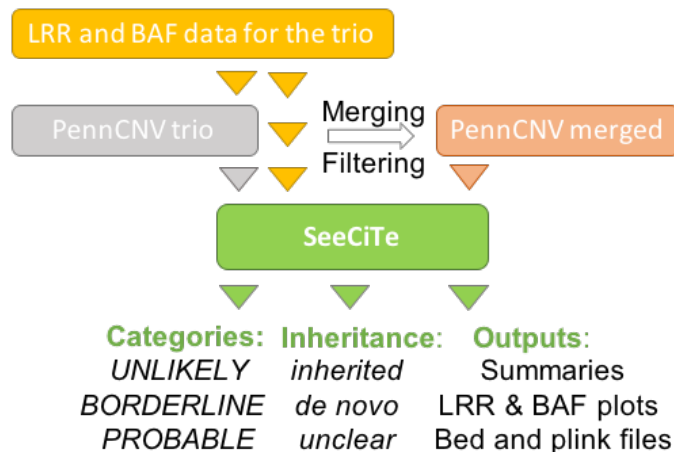 LRR and BAF data for the trio
PennCNV trio
Merging
Filtering
PennCNV merged
SeeCiTe
Categories: Inheritance: Outputs:
UNLIKELY inherited Summaries
BORDERLINE de novo LRR & BAF plots
PROBABLE unclear Bed and plink files